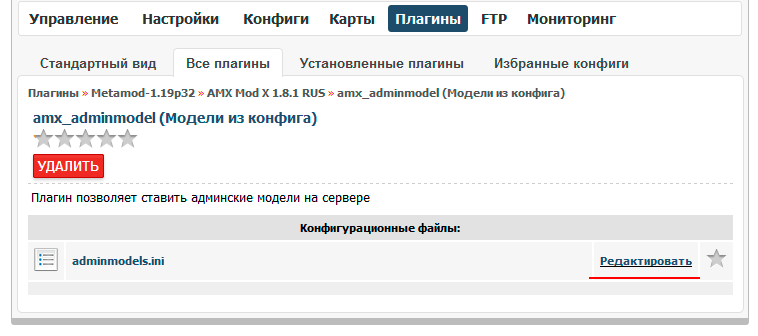 Управление Настройки Конфиги Карты Плагины FTP Мониторинг
Стандартный вид Все плагины Установленные плагины Избранные конфиги
Плагины » Metamod-1.19p32 » AMX Mod X 1.8.1 RUS » amx_adminmodel (Модели из конфига)
amx_adminmodel (Модели из конфига)
УДАЛИТЬ
Плагин позволяет ставить админские модели на сервере
Конфигурационные файлы:
adminmodels.ini Редактировать